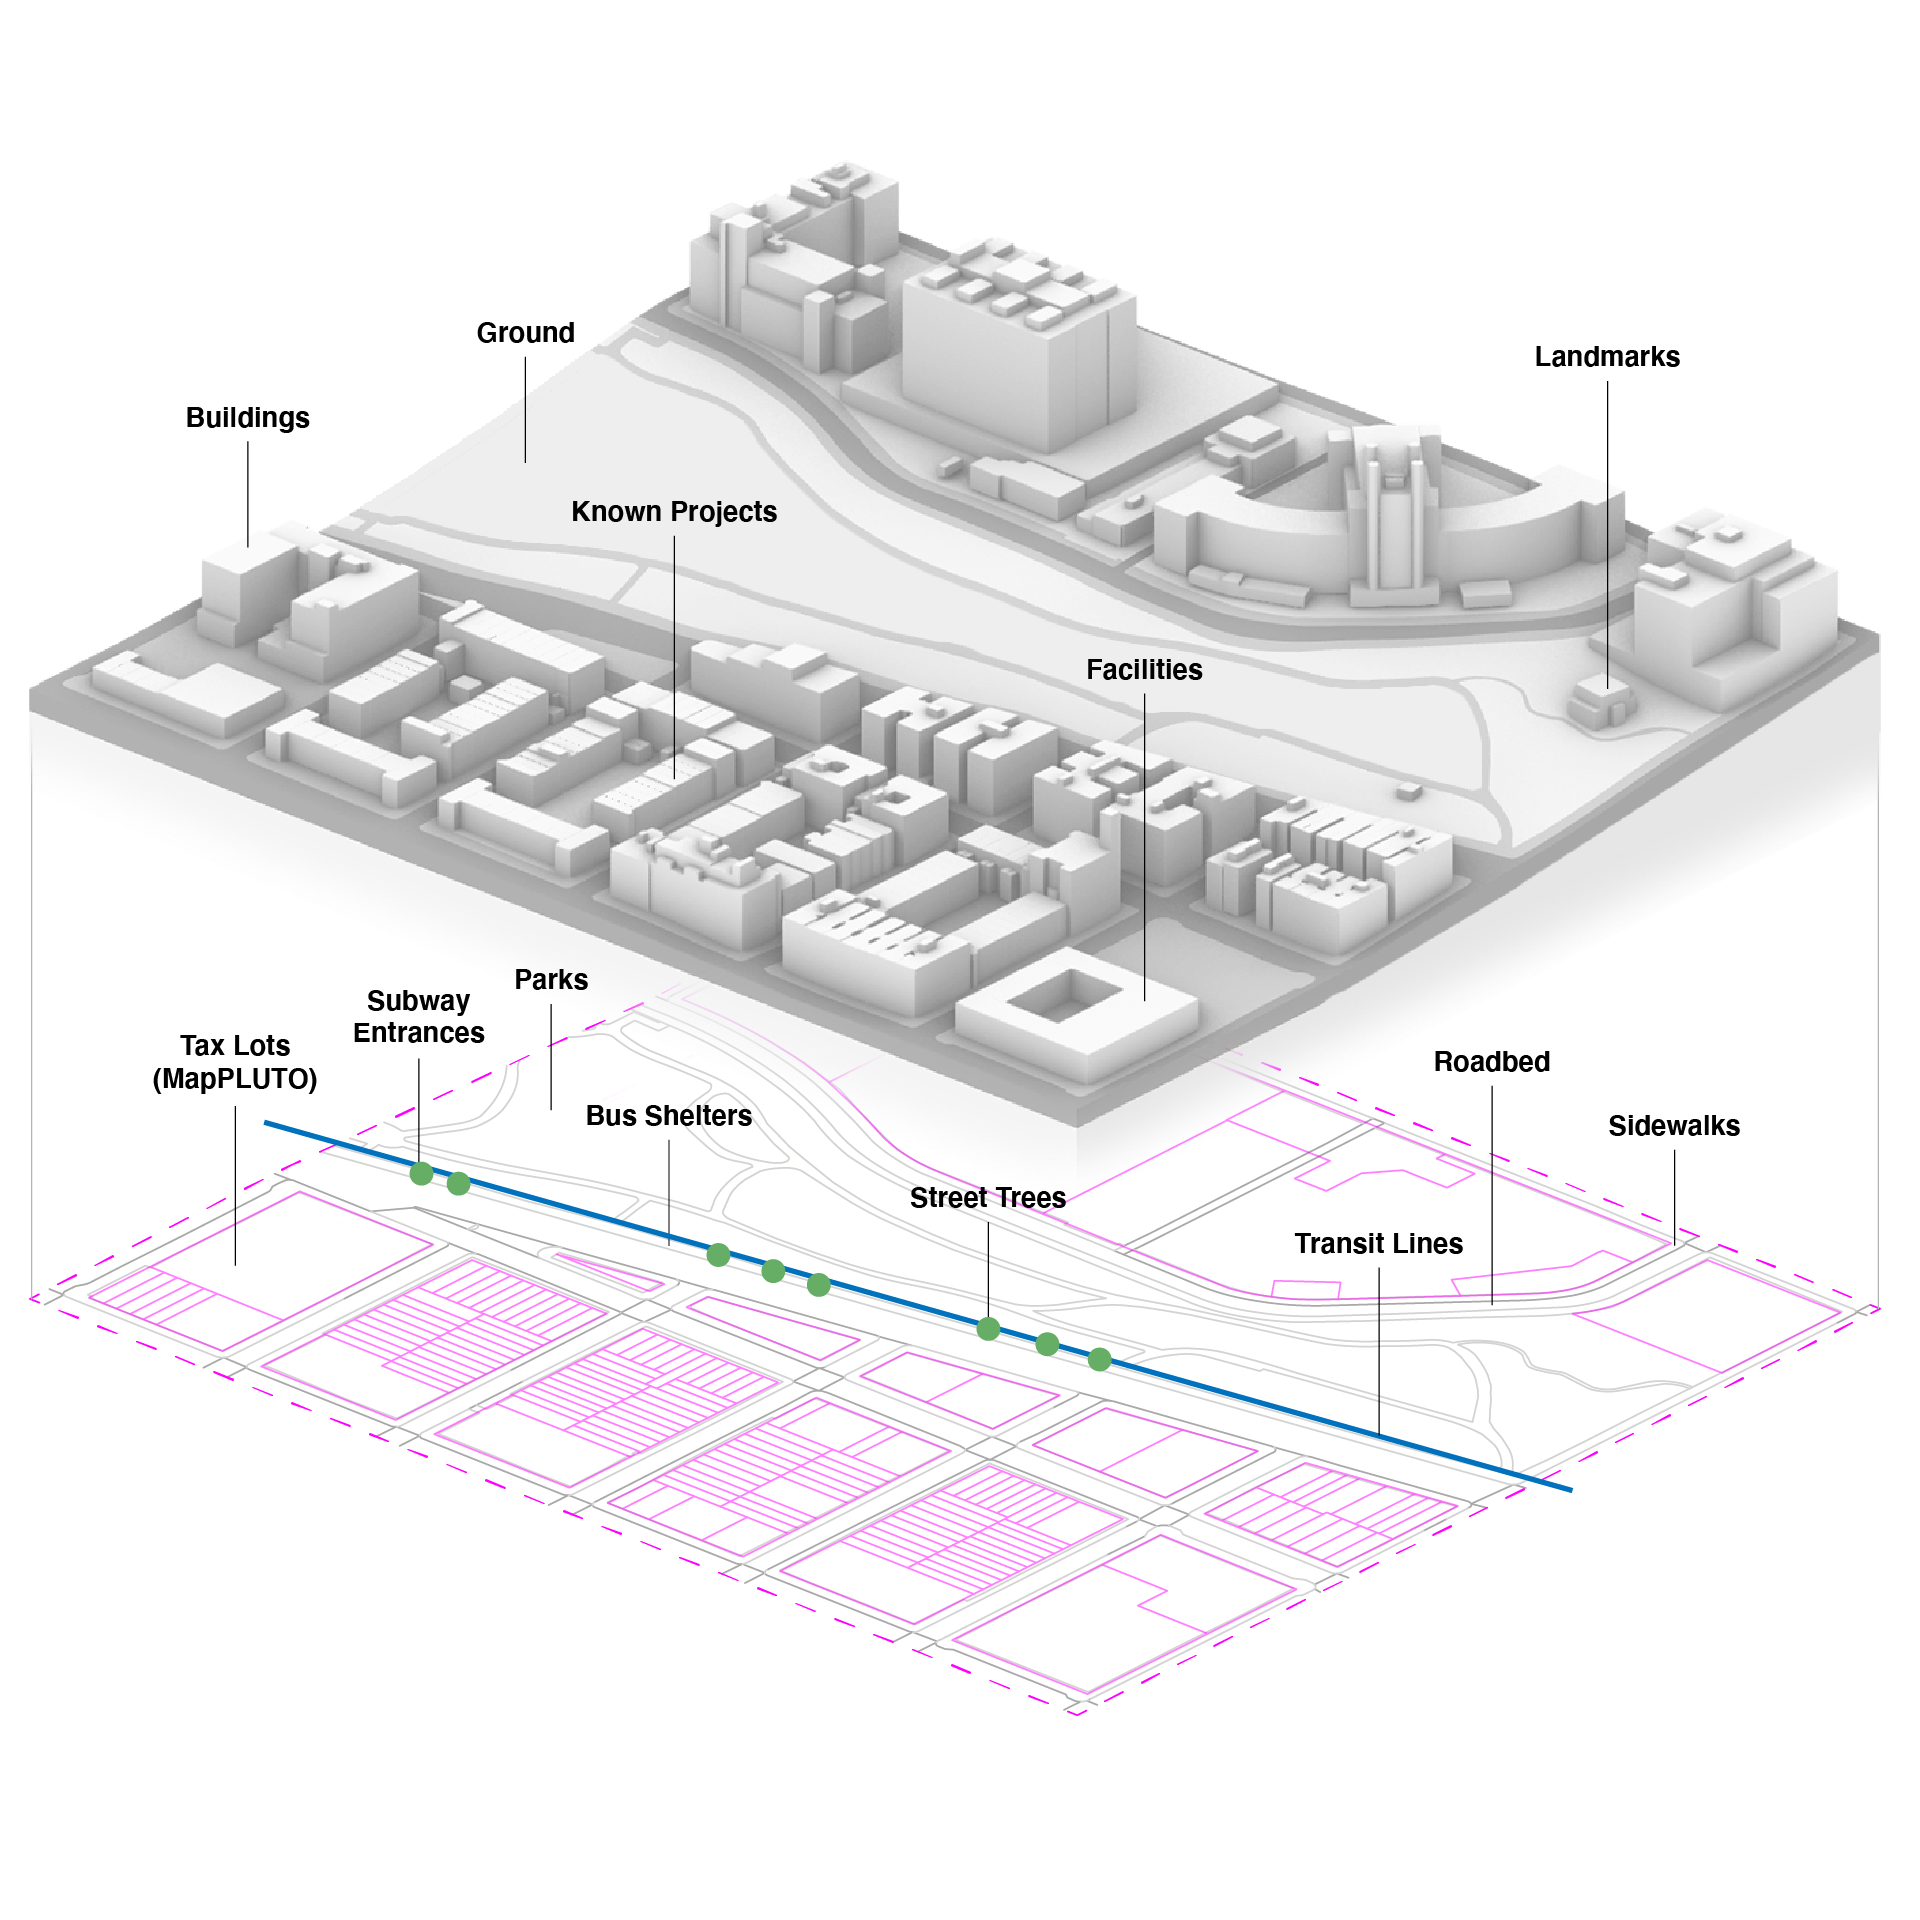 Ground
Landmarks
Buildings
Known Projects
Facilities
Parks
Subway
Entrances
Tax Lots
(MapPLUTO)
Bus Shelters
Roadbed
Sidewalks
Street Trees
Transit Lines